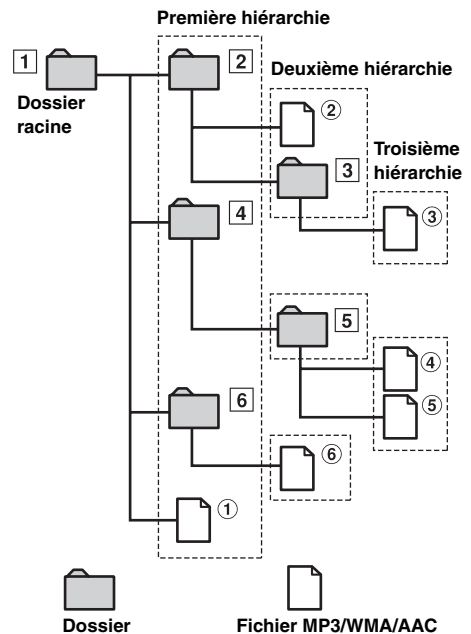 Première hiérarchie
1
2
Deuxième hiérarchie
Dossier
racine
②
Troisième
hiérarchie
3
4
③
5
④
6
⑤
⑥
①
Dossier
Fichier MP3/WMA/AAC